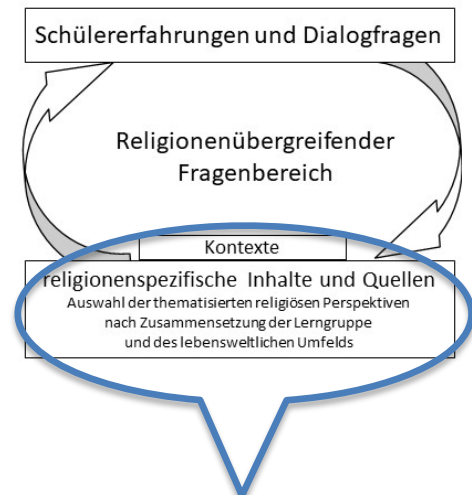 Schülererfahrungen und Dialogfragen
Religionenübergreifender
Fragenbereich
Kontexte
religionenspezifische Inhalte und Quellen
Auswahl der thematisierten religiösen Perspektiven
nach Zusammensetzung der Lerngruppe
und des lebensweltlichen Umfelds